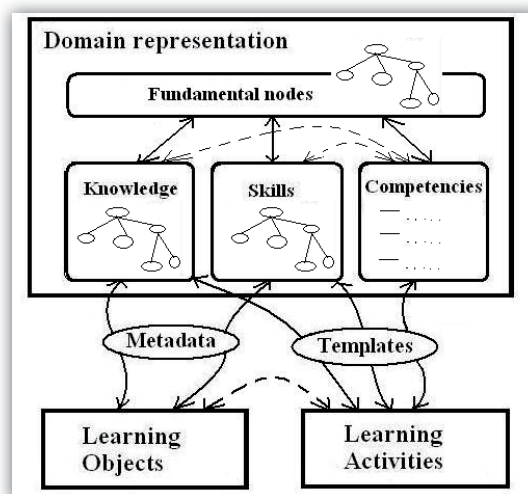 Domain representation
Fundamental nodes
Knowledge
Skills
Competencies
Metadata
Templates
Learning
Objects
Learning
Activities